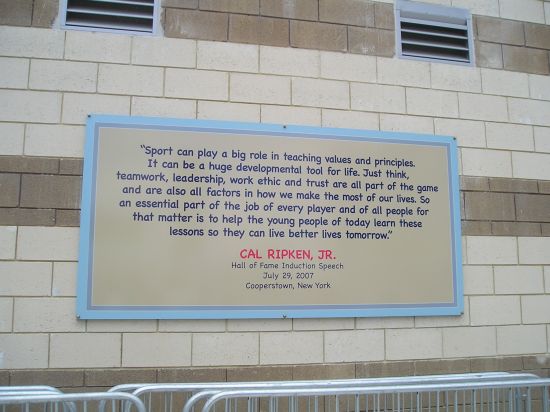 "Sport can play a big role in teaching values and principles.
It can be a huge developmental tool for life. Just think,
teamwork, leadership, work ethic and trust are all part of the game
and are also all factors in how we make the most of our lives. So
an essential part of the job of every player and of all people for
that matter is to help the young people of today learn these
lessons so they can live better lives tomorrow."
CAL RIPKEN, JR.
Hall of Fame Induction Speech
July 29, 2007
Cooperstown, New York